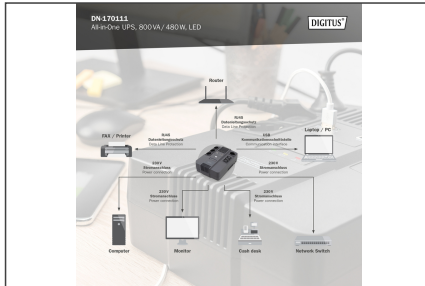 DN-170111
All-in-One UPS, 800VA / 480W, LED
DIGITUS®
Router
RJ45
Datenleitungsschutz
Data Line Protection
FAX / Printer
RJ45
Datenleitungsschutz
Data Line Protection
USB
Kommunikationsschnittstelle
Communication interface
Laptop / PC
230V
Stromanschluss
Power connection
230V
Stromanschluss
Power connection
230V
Stromanschluss
Power connection
230V
Stromanschluss
Power connection
Computer
Monitor
Cash desk
Network Switch